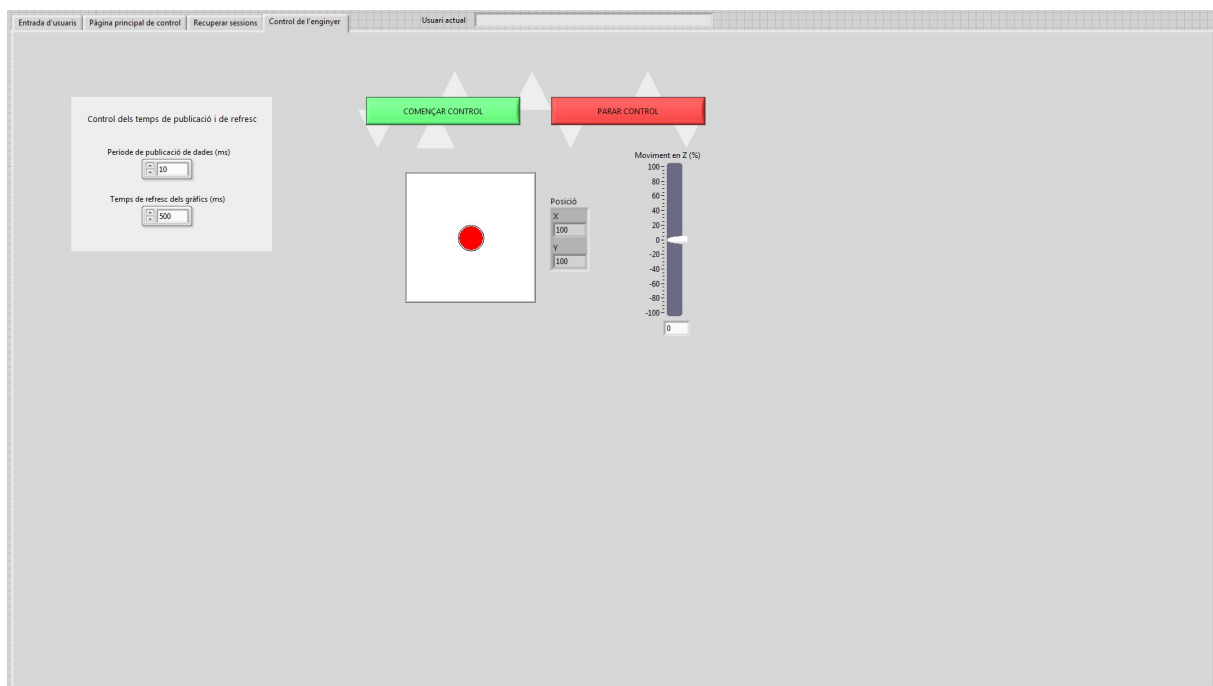 Entrada d'usuaris
Pàgina principal de control
Recuperar sessions
Control de l'enginyer
Usuari actual
Control dels temps de publicació i de refresc
Període de publicació de dades (ms)
10
Temps de refresc dels gràfics (ms)
500
COMENÇAR CONTROL
PARAR CONTROL
Posició
X
100
Y
100
Moviment en Z (%)
100
80
60
40
20
0
-20
-40
-60
-80
-100
0